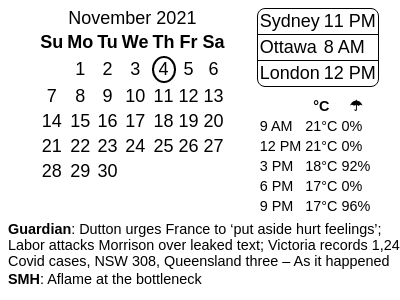 November 2021
Su Mo Tu We Th Fr Sa
1 2 3 4 5 6
7 8 9 10 11 12 13
14 15 16 17 18 19 20
21 22 23 24 25 26 27
28 29 30
Sydney 11 PM
Ottawa 8 AM
London 12 PM
°C ☂
9 AM 21°C 0%
12 PM 21°C 0%
3 PM 18°C 92%
6 PM 17°C 0%
9 PM 17°C 96%
Guardian: Dutton urges France to ‘put aside hurt feelings’;
Labor attacks Morrison over leaked text; Victoria records 1,24
Covid cases, NSW 308, Queensland three – As it happened
SMH: Aflame at the bottleneck